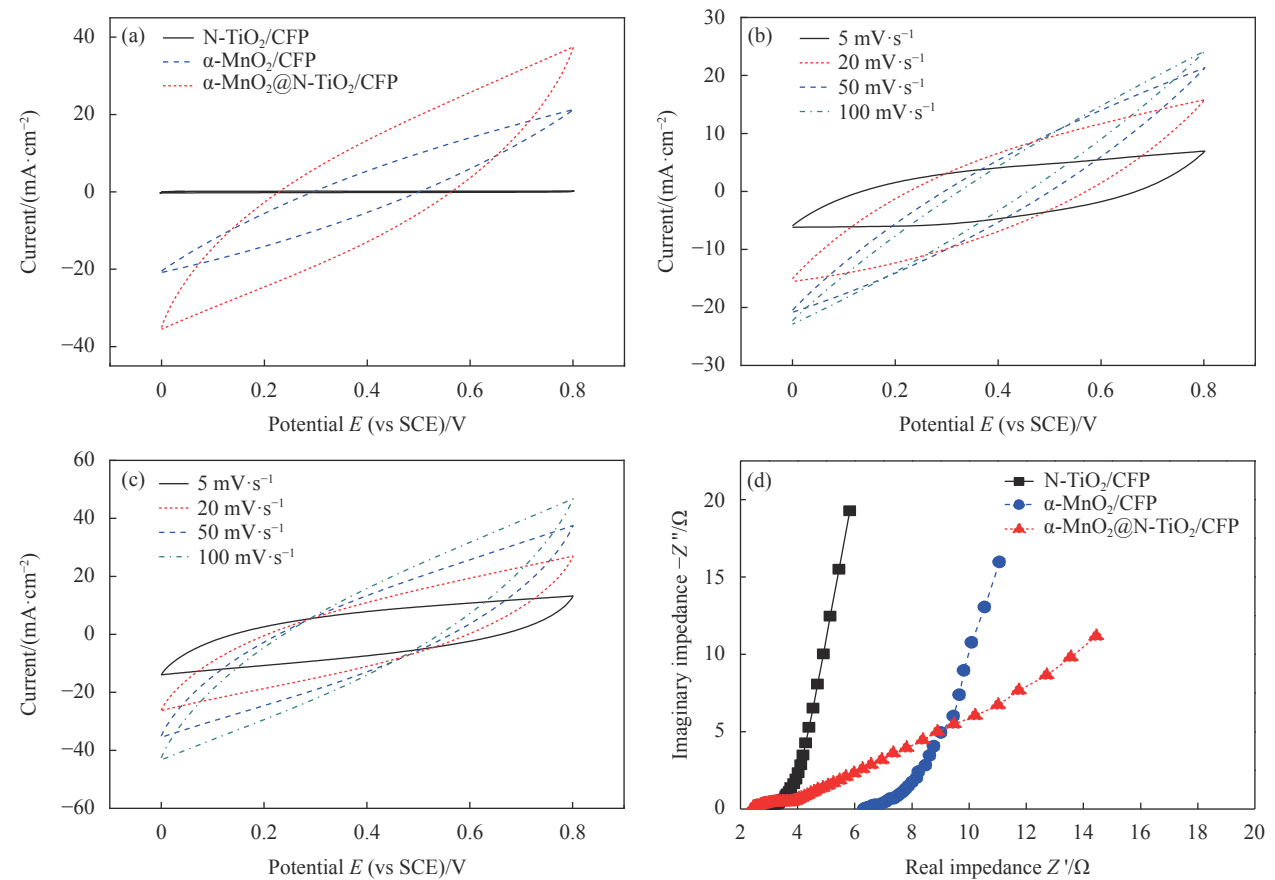 (a)
N-TiO₂/CFP
α-MnO₂/CFP
α-MnO₂@N-TiO₂/CFP
40
20
0
−20
−40
Current/(mA·cm⁻²)
0
0.2
0.4
0.6
0.8
Potential E (vs SCE)/V
(b)
5 mV·s⁻¹
20 mV·s⁻¹
50 mV·s⁻¹
100 mV·s⁻¹
30
20
10
0
−10
−20
−30
Current/(mA·cm⁻²)
0
0.2
0.4
0.6
0.8
Potential E (vs SCE)/V
(c)
5 mV·s⁻¹
20 mV·s⁻¹
50 mV·s⁻¹
100 mV·s⁻¹
60
40
20
0
−20
−40
−60
Current/(mA·cm⁻²)
0
0.2
0.4
0.6
0.8
Potential E (vs SCE)/V
(d)
N-TiO₂/CFP
α-MnO₂/CFP
α-MnO₂@N-TiO₂/CFP
20
15
10
5
0
Imaginary impedance −Z″/Ω
2
4
6
8
10
12
14
16
18
20
Real impedance Z′/Ω